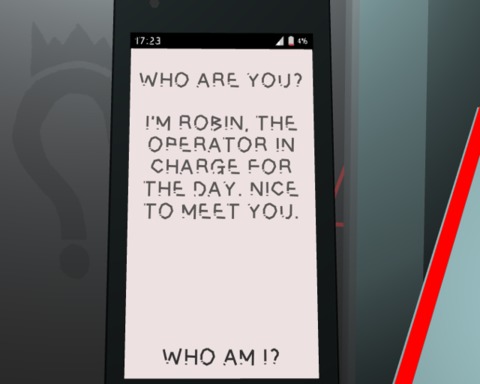 17:23 4%
WHO ARE YOU?
I'M ROBIN, THE
OPERATOR IN
CHARGE FOR
THE DAY. NICE
TO MEET YOU.
WHO AM I?